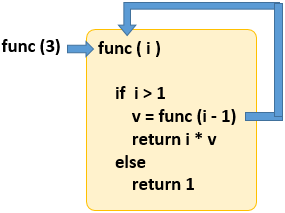 func (3)
func ( i )
if i > 1
v = func (i - 1)
return i * v
else
return 1